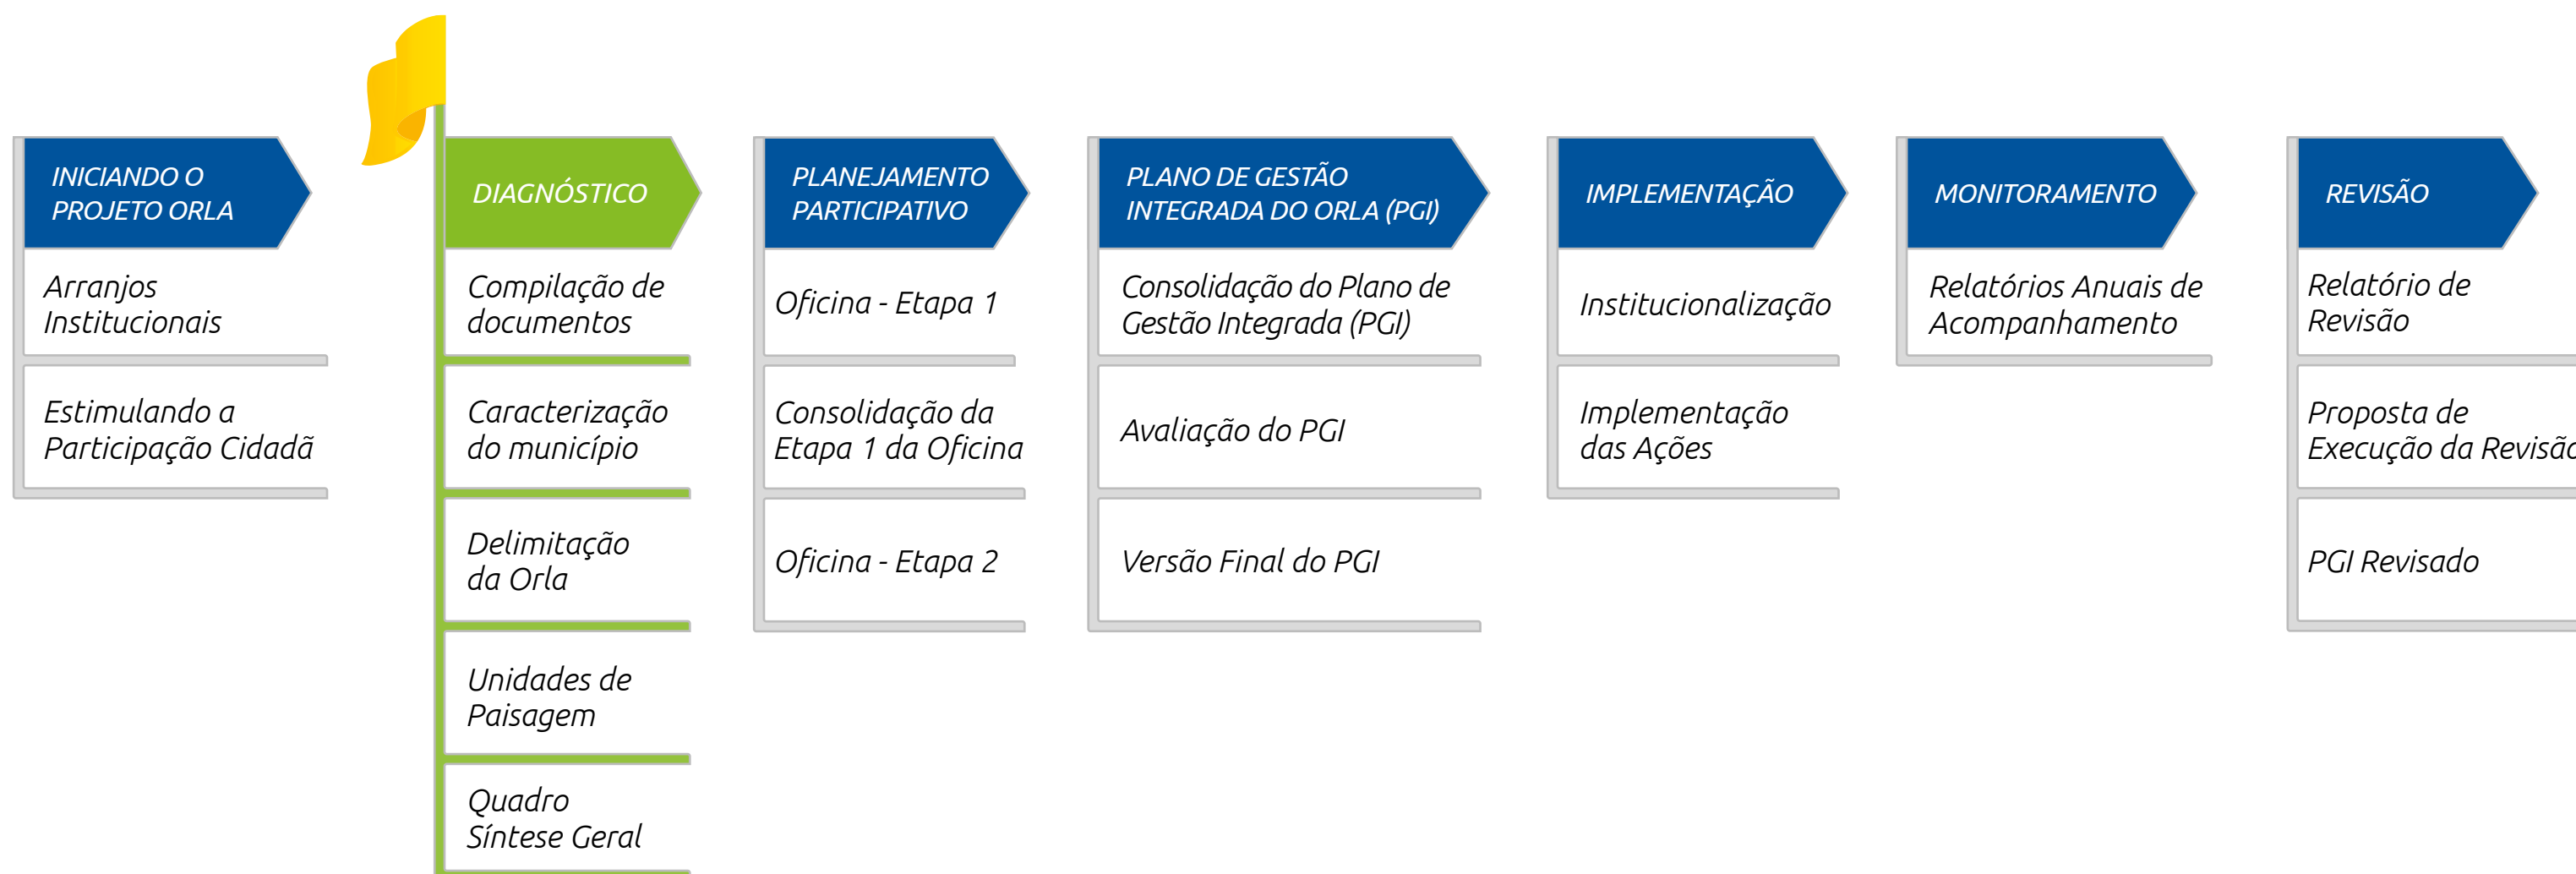 INICIANDO O
PROJETO ORLA
Arranjos
Institucionais
Estimulando a
Participação Cidadã
DIAGNÓSTICO
Compilação de
documentos
Caracterização
do município
Delimitação
da Orla
Unidades de
Paisagem
Quadro
Síntese Geral
PLANEJAMENTO
PARTICIPATIVO
Oficina - Etapa 1
Consolidação da
Etapa 1 da Oficina
Oficina - Etapa 2
PLANO DE GESTÃO
INTEGRADA DO ORLA (PGI)
Consolidação do Plano de
Gestão Integrada (PGI)
Avaliação do PGI
Versão Final do PGI
IMPLEMENTAÇÃO
Institucionalização
Implementação
das Ações
MONITORAMENTO
Relatórios Anuais de
Acompanhamento
REVISÃO
Relatório de
Revisão
Proposta de
Execução da Revisão
PGI Revisado